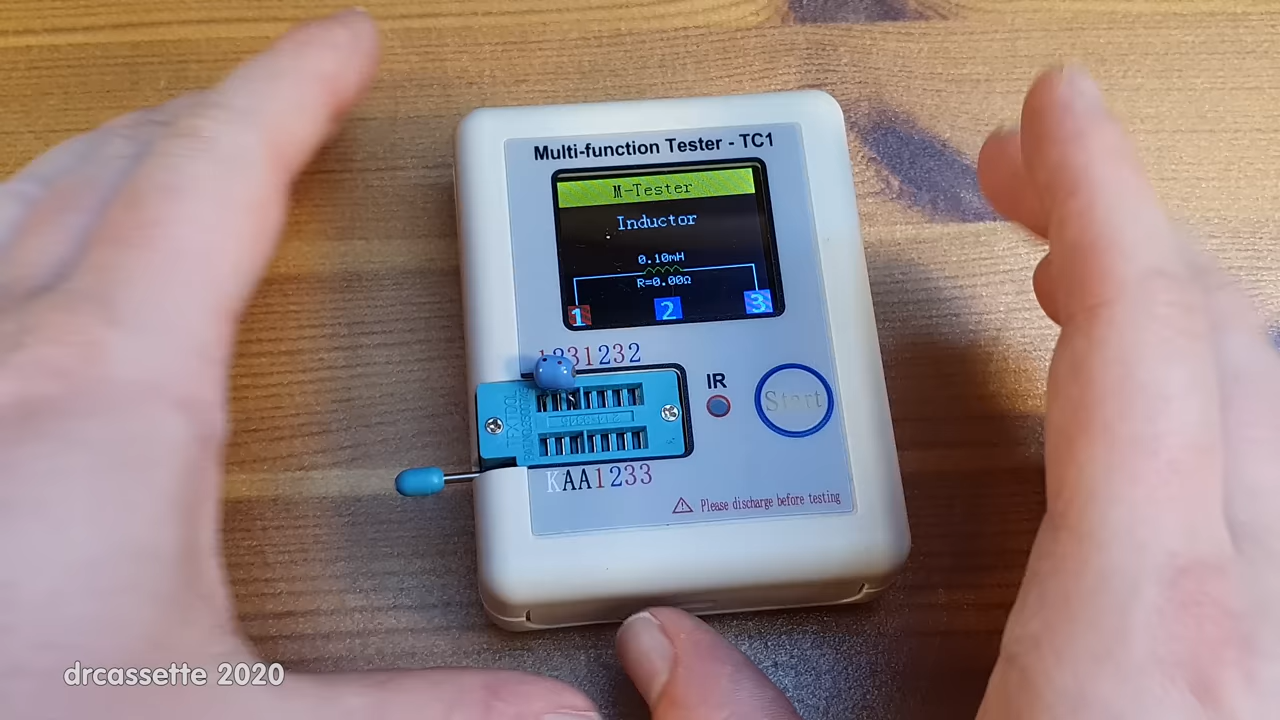 Multi-function Tester - TC1
M-Tester
Inductor
0.10mH
R=0.00Ω
1 2 3
1231232
IR
Start
KAA1233
Please discharge before testing
drcassette 2020